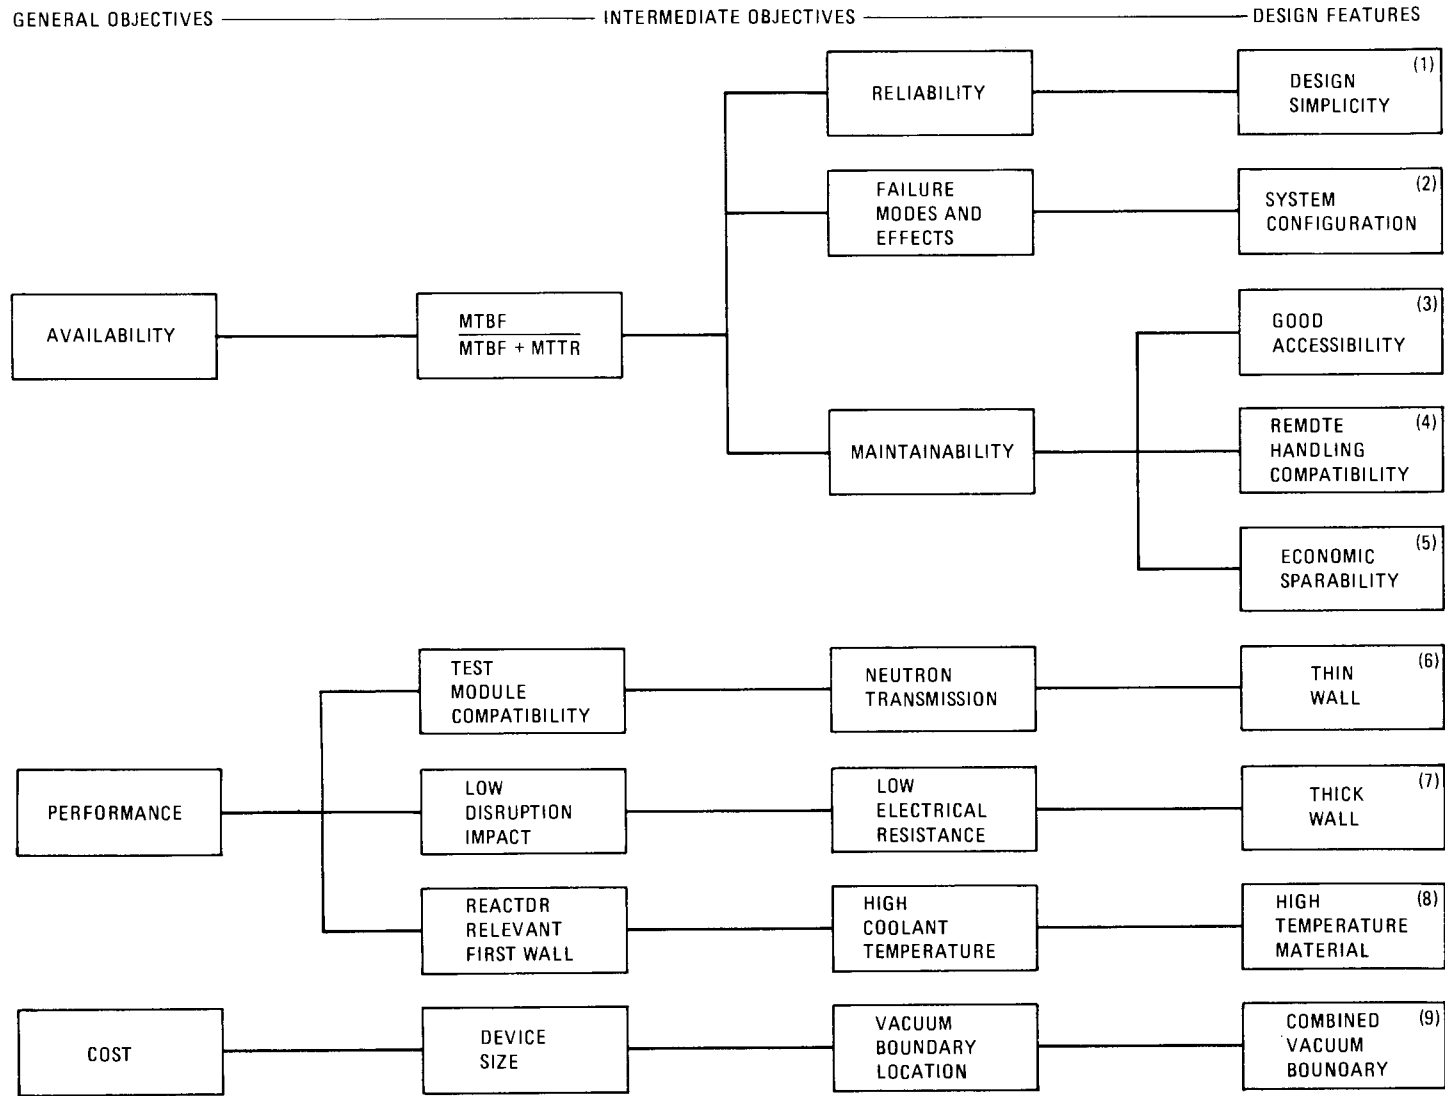 GENERAL OBJECTIVES INTERMEDIATE OBJECTIVES DESIGN FEATURES
RELIABILITY
DESIGN (1)
SIMPLICITY
FAILURE
MODES AND
EFFECTS
SYSTEM (2)
CONFIGURATION
AVAILABILITY
MTBF
MTBF + MTTR
GOOD (3)
ACCESSIBILITY
MAINTAINABILITY
REMDTE (4)
HANDLING
COMPATIBILITY
ECONOMIC (5)
SPARABILITY
TEST
MODULE
COMPATIBILITY
NEUTRON
TRANSMISSION
THIN (6)
WALL
PERFORMANCE
LOW
DISRUPTION
IMPACT
LOW
ELECTRICAL
RESISTANCE
THICK (7)
WALL
REACTDR
RELEVANT
FIRST WALL
HIGH
COOLANT
TEMPERATURE
HIGH (8)
TEMPERATURE
MATERIAL
COST
DEVICE
SIZE
VACUUM
BOUNDARY
LOCATION
COMBINED (9)
VACUUM
BOUNOARY